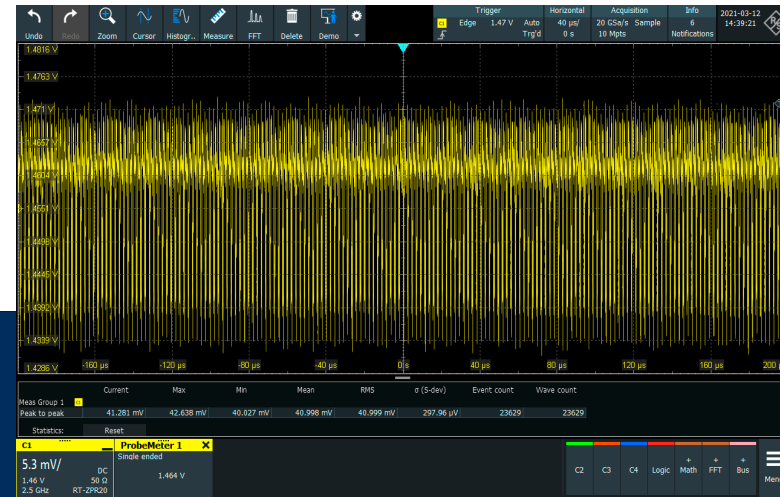 Trigger Horizontal Acquisition Info 2021-03-12
C1 Edge 1.47 V Auto 40 µs/ 20 GSa/s Sample 6 14:39:21
Trg'd 0 s 10 Mpts Notifications
Undo Redo Zoom Cursor Histogr... Measure FFT Delete Demo
1.4816 V
1.4763 V
1.471 V
1.4657 V
1.4604 V
1.4551 V
1.4498 V
1.4445 V
1.4392 V
1.4339 V
1.4286 V -160 µs -120 µs -80 µs -40 µs 0 s 40 µs 80 µs 120 µs 160 µs 200
Current Max Min Mean RMS σ (S-dev) Event count Wave count
Meas Group 1 C1
Peak to peak 41.281 mV 42.638 mV 40.027 mV 40.998 mV 40.999 mV 297.96 µV 23629 23629
Statistics: Reset
C1 ProbeMeter 1 X
Single ended
5.3 mV/ DC
1.46 V 50 Ω 1.464 V
2.5 GHz RT-ZPR20
C2 C3 C4 Logic + Math + FFT + Bus Men